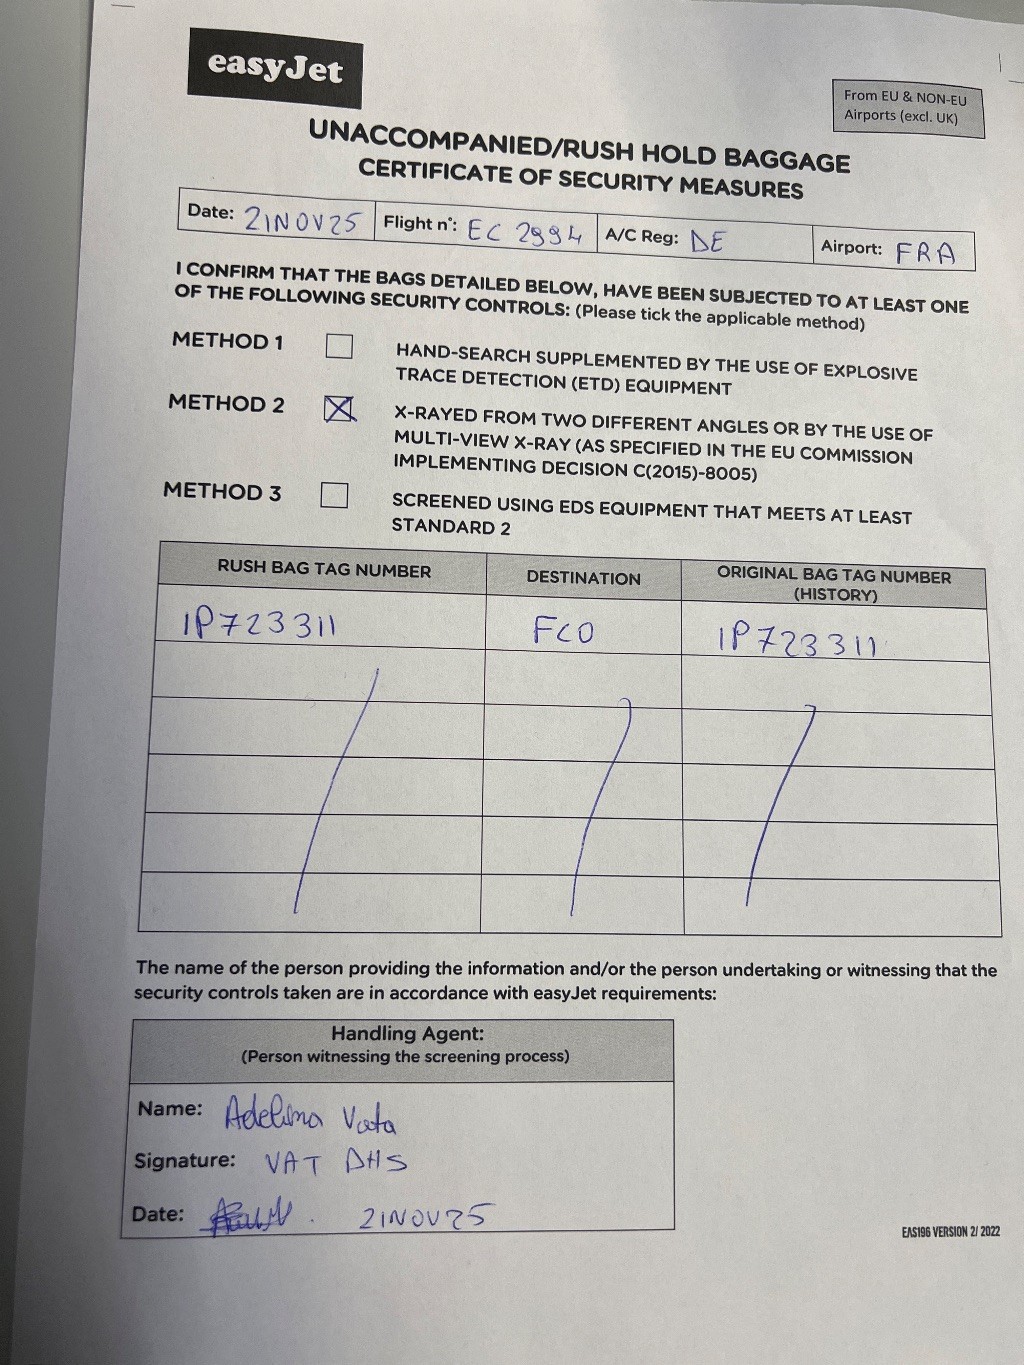 easyJet
From EU & NON-EU
Airports (excl. UK)
UNACCOMPANIED/RUSH HOLD BAGGAGE
CERTIFICATE OF SECURITY MEASURES
Date: 21NOV25 Flight n°: EC 2994 A/C Reg: DE Airport: FRA
I CONFIRM THAT THE BAGS DETAILED BELOW, HAVE BEEN SUBJECTED TO AT LEAST ONE
OF THE FOLLOWING SECURITY CONTROLS: (Please tick the applicable method)
METHOD 1 HAND-SEARCH SUPPLEMENTED BY THE USE OF EXPLOSIVE
TRACE DETECTION (ETD) EQUIPMENT
METHOD 2 X-RAYED FROM TWO DIFFERENT ANGLES OR BY THE USE OF
MULTI-VIEW X-RAY (AS SPECIFIED IN THE EU COMMISSION
IMPLEMENTING DECISION C(2015)-8005)
METHOD 3 SCREENED USING EDS EQUIPMENT THAT MEETS AT LEAST
STANDARD 2
RUSH BAG TAG NUMBER DESTINATION ORIGINAL BAG TAG NUMBER
(HISTORY)
1P723311 FCO 1P723311
The name of the person providing the information and/or the person undertaking or witnessing that the
security controls taken are in accordance with easyJet requirements:
Handling Agent:
(Person witnessing the screening process)
Name: Adelina Vata
Signature: VAT DHS
Date: 21NOV25
EAS196 VERSION 2/ 2022